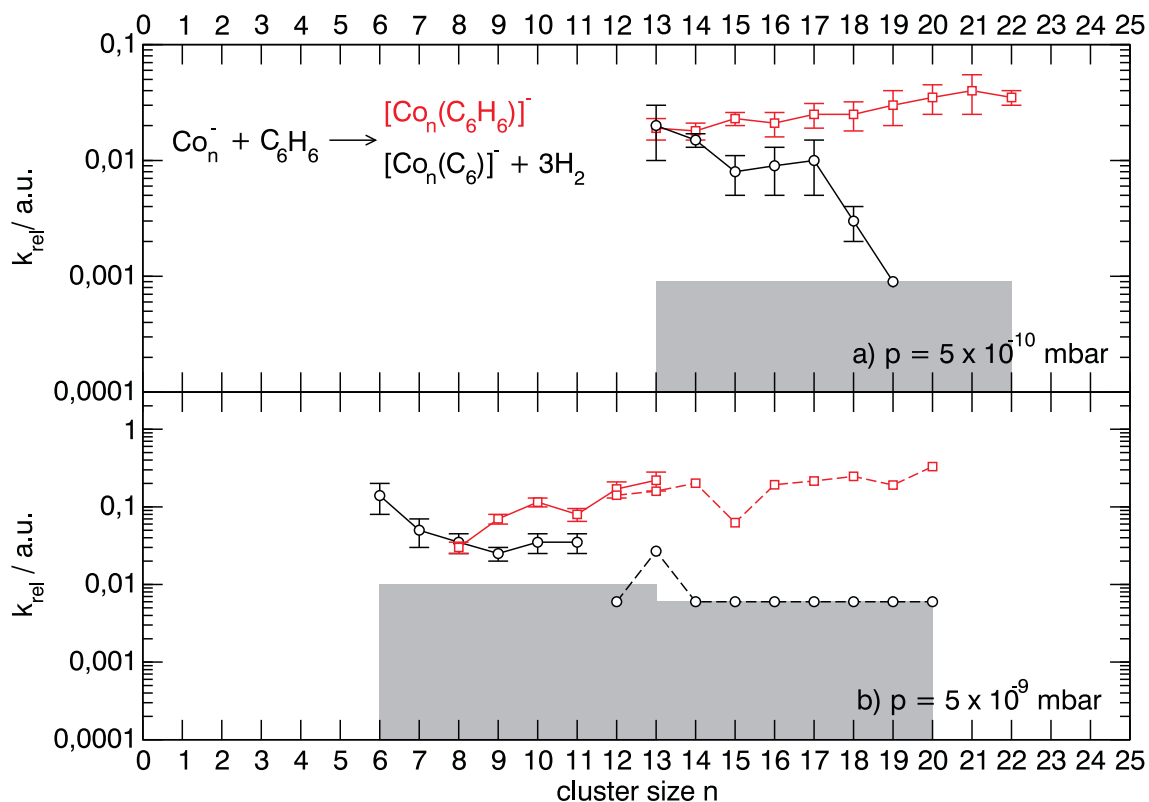 0 1 2 3 4 5 6 7 8 9 10 11 12 13 14 15 16 17 18 19 20 21 22 23 24 25
0,1
[Coₙ(C₆H₆)]⁻
Coₙ⁻ + C₆H₆ →
[Coₙ(C₆)]⁻ + 3H₂
0,01
k_rel/ a.u.
0,001
a) p = 5 x 10⁻¹⁰ mbar
0,0001
1
0,1
0,01
k_rel / a.u.
0,001
b) p = 5 x 10⁻⁹ mbar
0,0001
0 1 2 3 4 5 6 7 8 9 10 11 12 13 14 15 16 17 18 19 20 21 22 23 24 25
cluster size n